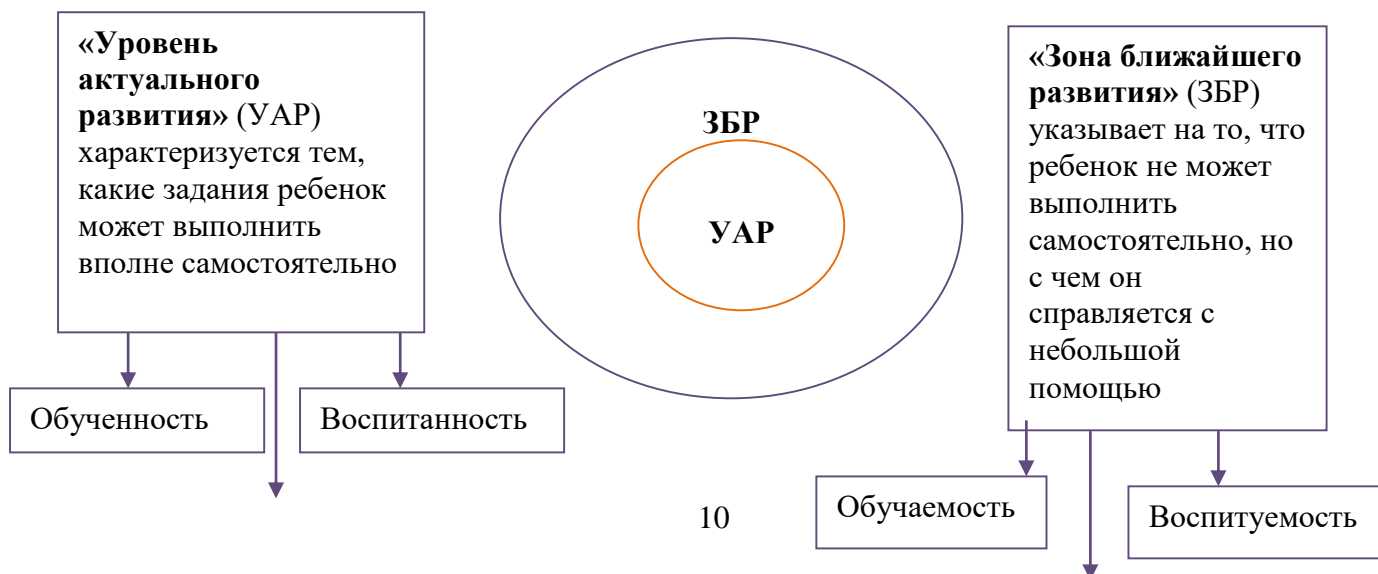 «Уровень
актуального
развития» (УАР)
характеризуется тем,
какие задания ребенок
может выполнить
вполне самостоятельно
ЗБР
УАР
«Зона ближайшего
развития» (ЗБР)
указывает на то, что
ребенок не может
выполнить
самостоятельно, но
с чем он
справляется с
небольшой
помощью
Обученность
Воспитанность
Обучаемость
Воспитуемость
10